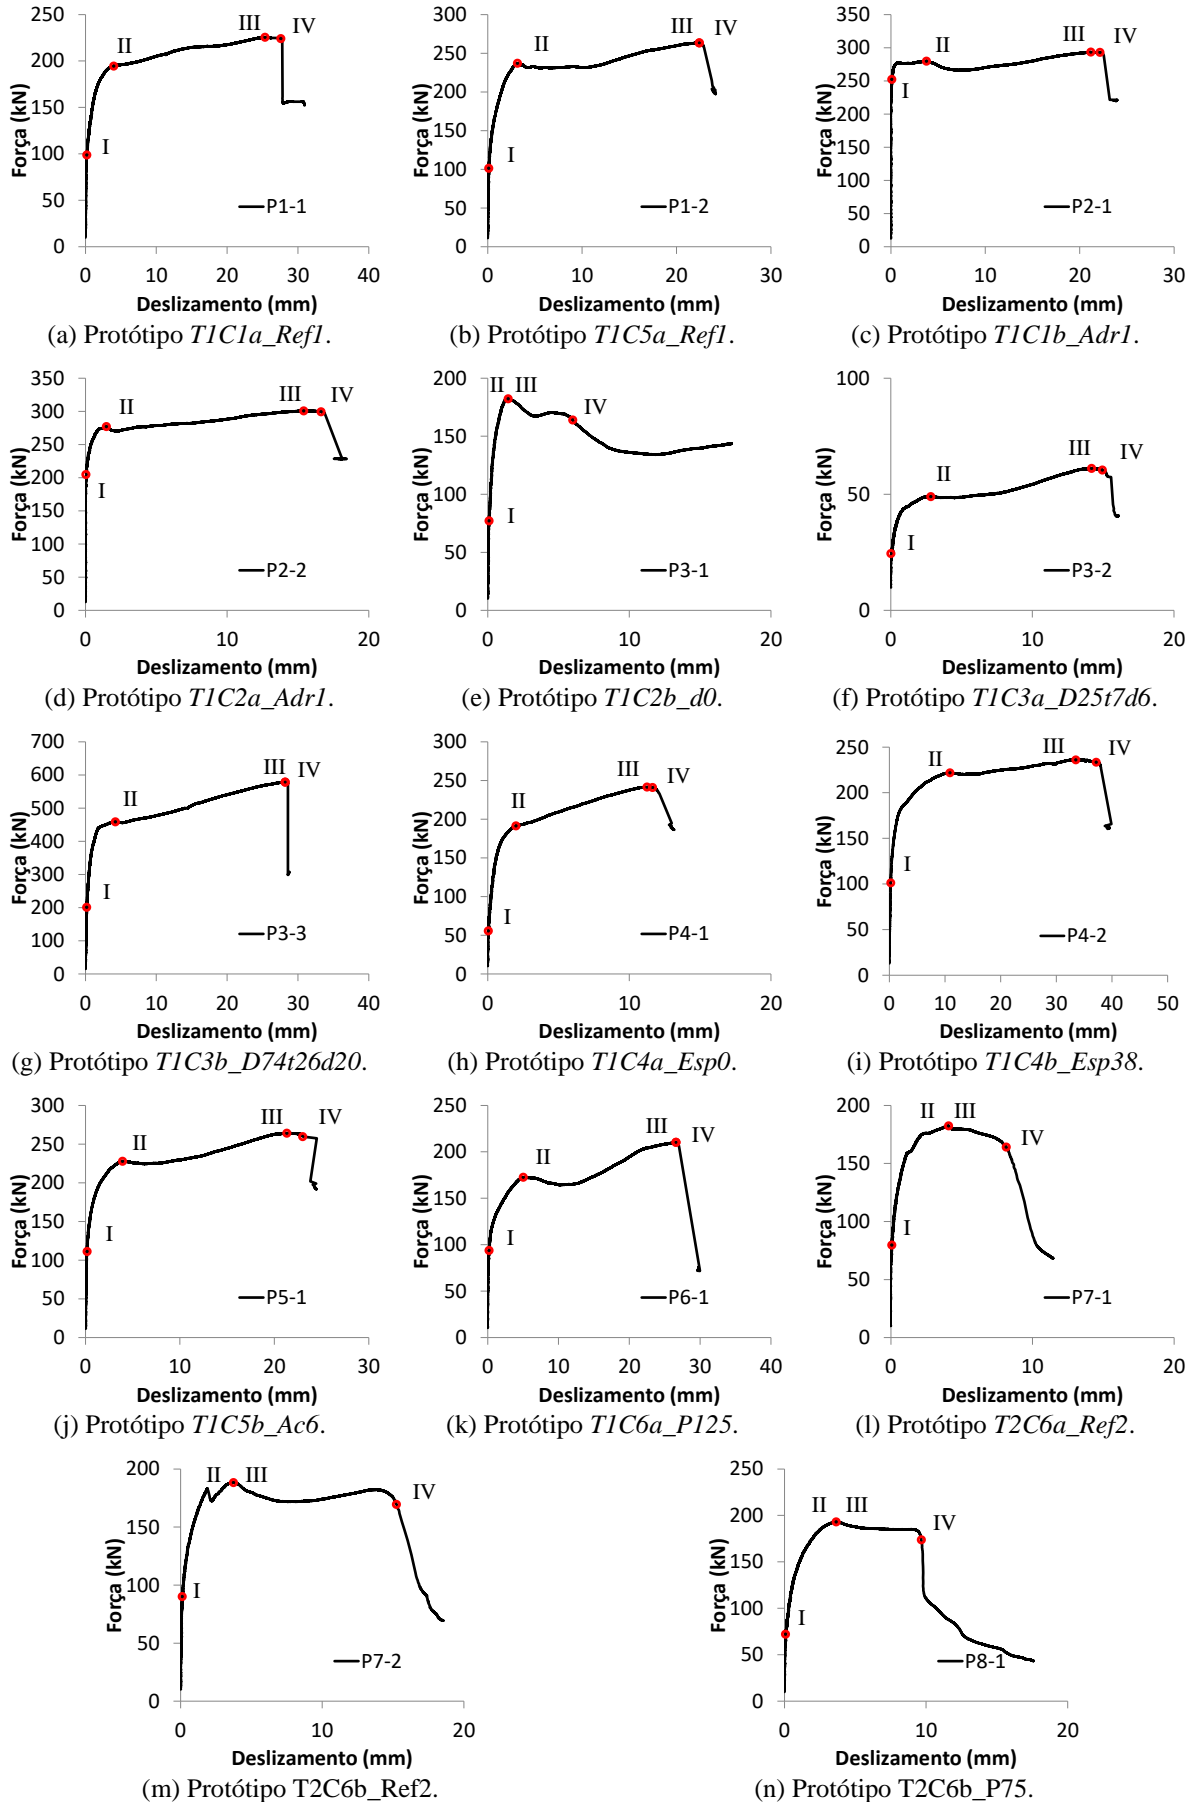 Força (kN)
250
200
150
100
50
0
I
II
III
IV
P1-1
0 10 20 30 40
Deslizamento (mm)
(a) Protótipo T1C1a_Ref1.
Força (kN)
300
250
200
150
100
50
0
I
II
III
IV
P1-2
0 10 20 30
Deslizamento (mm)
(b) Protótipo T1C5a_Ref1.
Força (kN)
350
300
250
200
150
100
50
0
I
II
III
IV
P2-1
0 10 20 30
Deslizamento (mm)
(c) Protótipo T1C1b_Adr1.
Força (kN)
350
300
250
200
150
100
50
0
I
II
III
IV
P2-2
0 10 20
Deslizamento (mm)
(d) Protótipo T1C2a_Adr1.
Força (kN)
200
150
100
50
0
I
II III
IV
P3-1
0 10 20
Deslizamento (mm)
(e) Protótipo T1C2b_d0.
Força (kN)
100
50
0
I
II
III
IV
P3-2
0 10 20
Deslizamento (mm)
(f) Protótipo T1C3a_D25t7d6.
Força (kN)
700
600
500
400
300
200
100
0
I
II
III
IV
P3-3
0 10 20 30 40
Deslizamento (mm)
(g) Protótipo T1C3b_D74t26d20.
Força (kN)
300
250
200
150
100
50
0
I
II
III
IV
P4-1
0 10 20
Deslizamento (mm)
(h) Protótipo T1C4a_Esp0.
Força (kN)
250
200
150
100
50
0
I
II
III
IV
P4-2
0 10 20 30 40 50
Deslizamento (mm)
(i) Protótipo T1C4b_Esp38.
Força (kN)
300
250
200
150
100
50
0
I
II
III
IV
P5-1
0 10 20 30
Deslizamento (mm)
(j) Protótipo T1C5b_Ac6.
Força (kN)
250
200
150
100
50
0
I
II
III
IV
P6-1
0 10 20 30 40
Deslizamento (mm)
(k) Protótipo T1C6a_P125.
Força (kN)
200
150
100
50
0
I
II III
IV
P7-1
0 10 20
Deslizamento (mm)
(l) Protótipo T2C6a_Ref2.
Força (kN)
200
150
100
50
0
I
II III
IV
P7-2
0 10 20
Deslizamento (mm)
(m) Protótipo T2C6b_Ref2.
Força (kN)
250
200
150
100
50
0
I
II III
IV
P8-1
0 10 20
Deslizamento (mm)
(n) Protótipo T2C6b_P75.